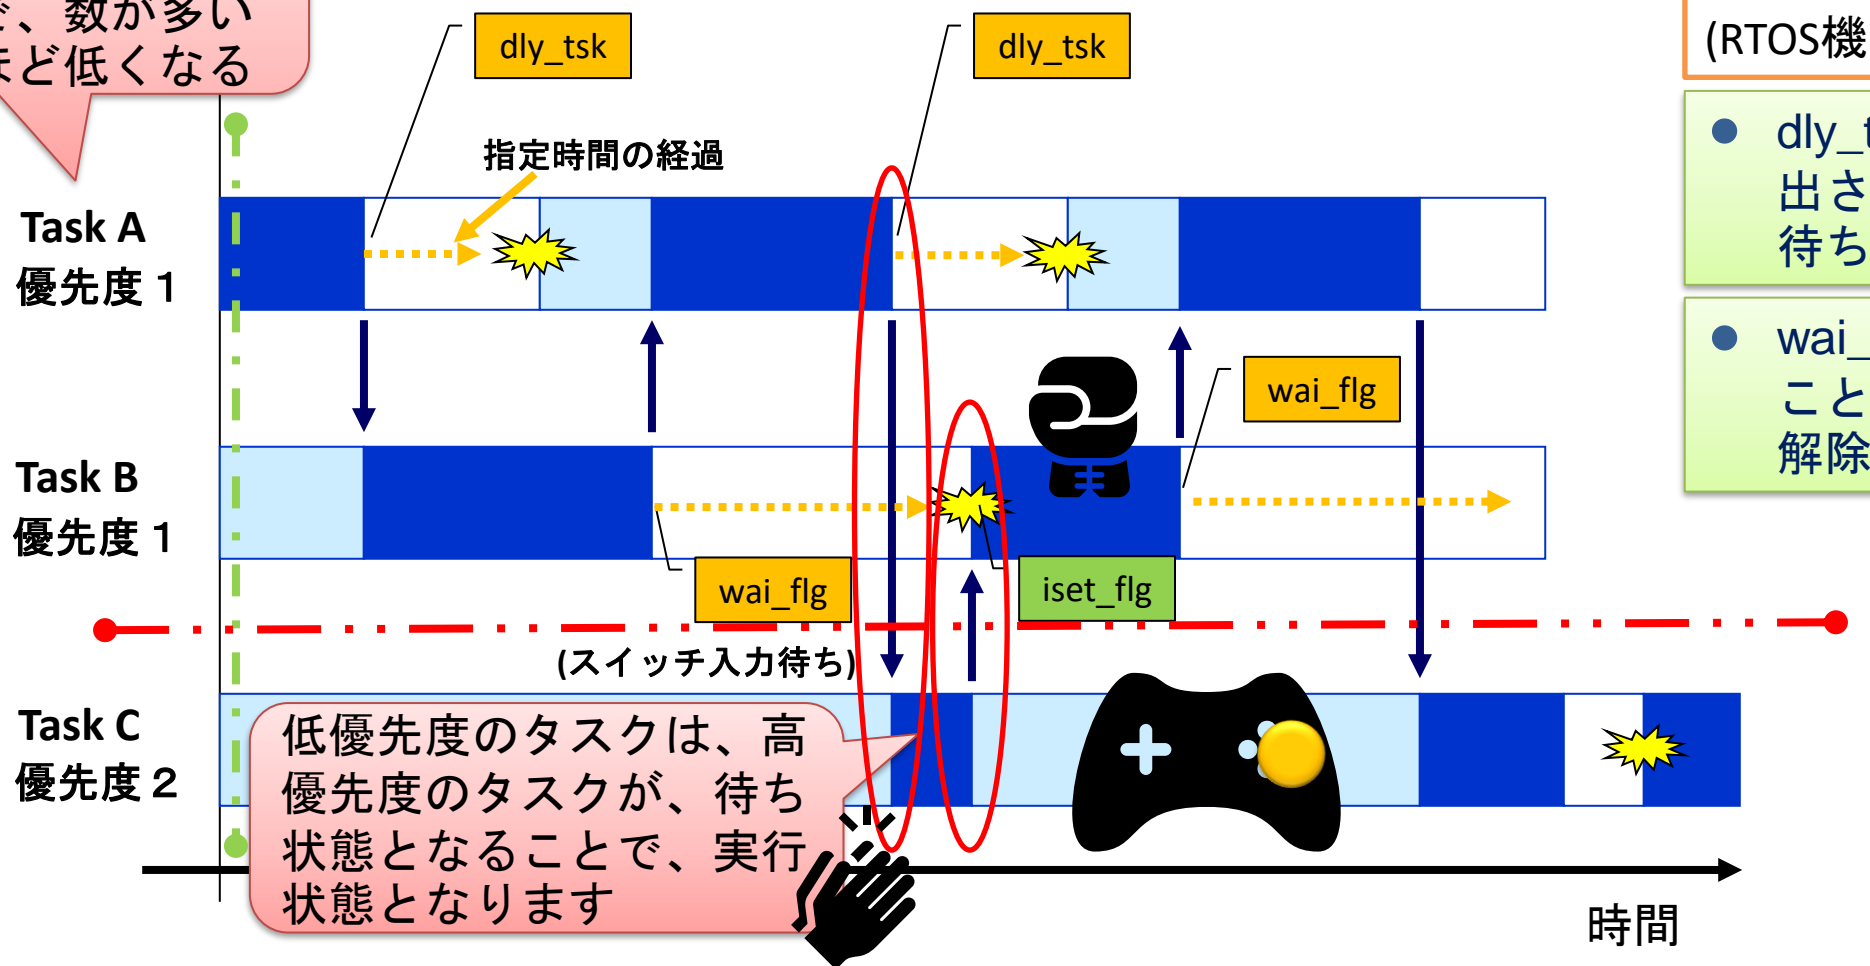 で、数が多い
ほど低くなる
dly_tsk
dly_tsk
(RTOS機
指定時間の経過
dly_t
出さ
待ち
Task A
優先度 1
wai_
こと
解除
wai_flg
Task B
優先度 1
wai_flg
iset_flg
(スイッチ入力待ち)
Task C
優先度 2
低優先度のタスクは、高
優先度のタスクが、待ち
状態となることで、実行
状態となります
時間